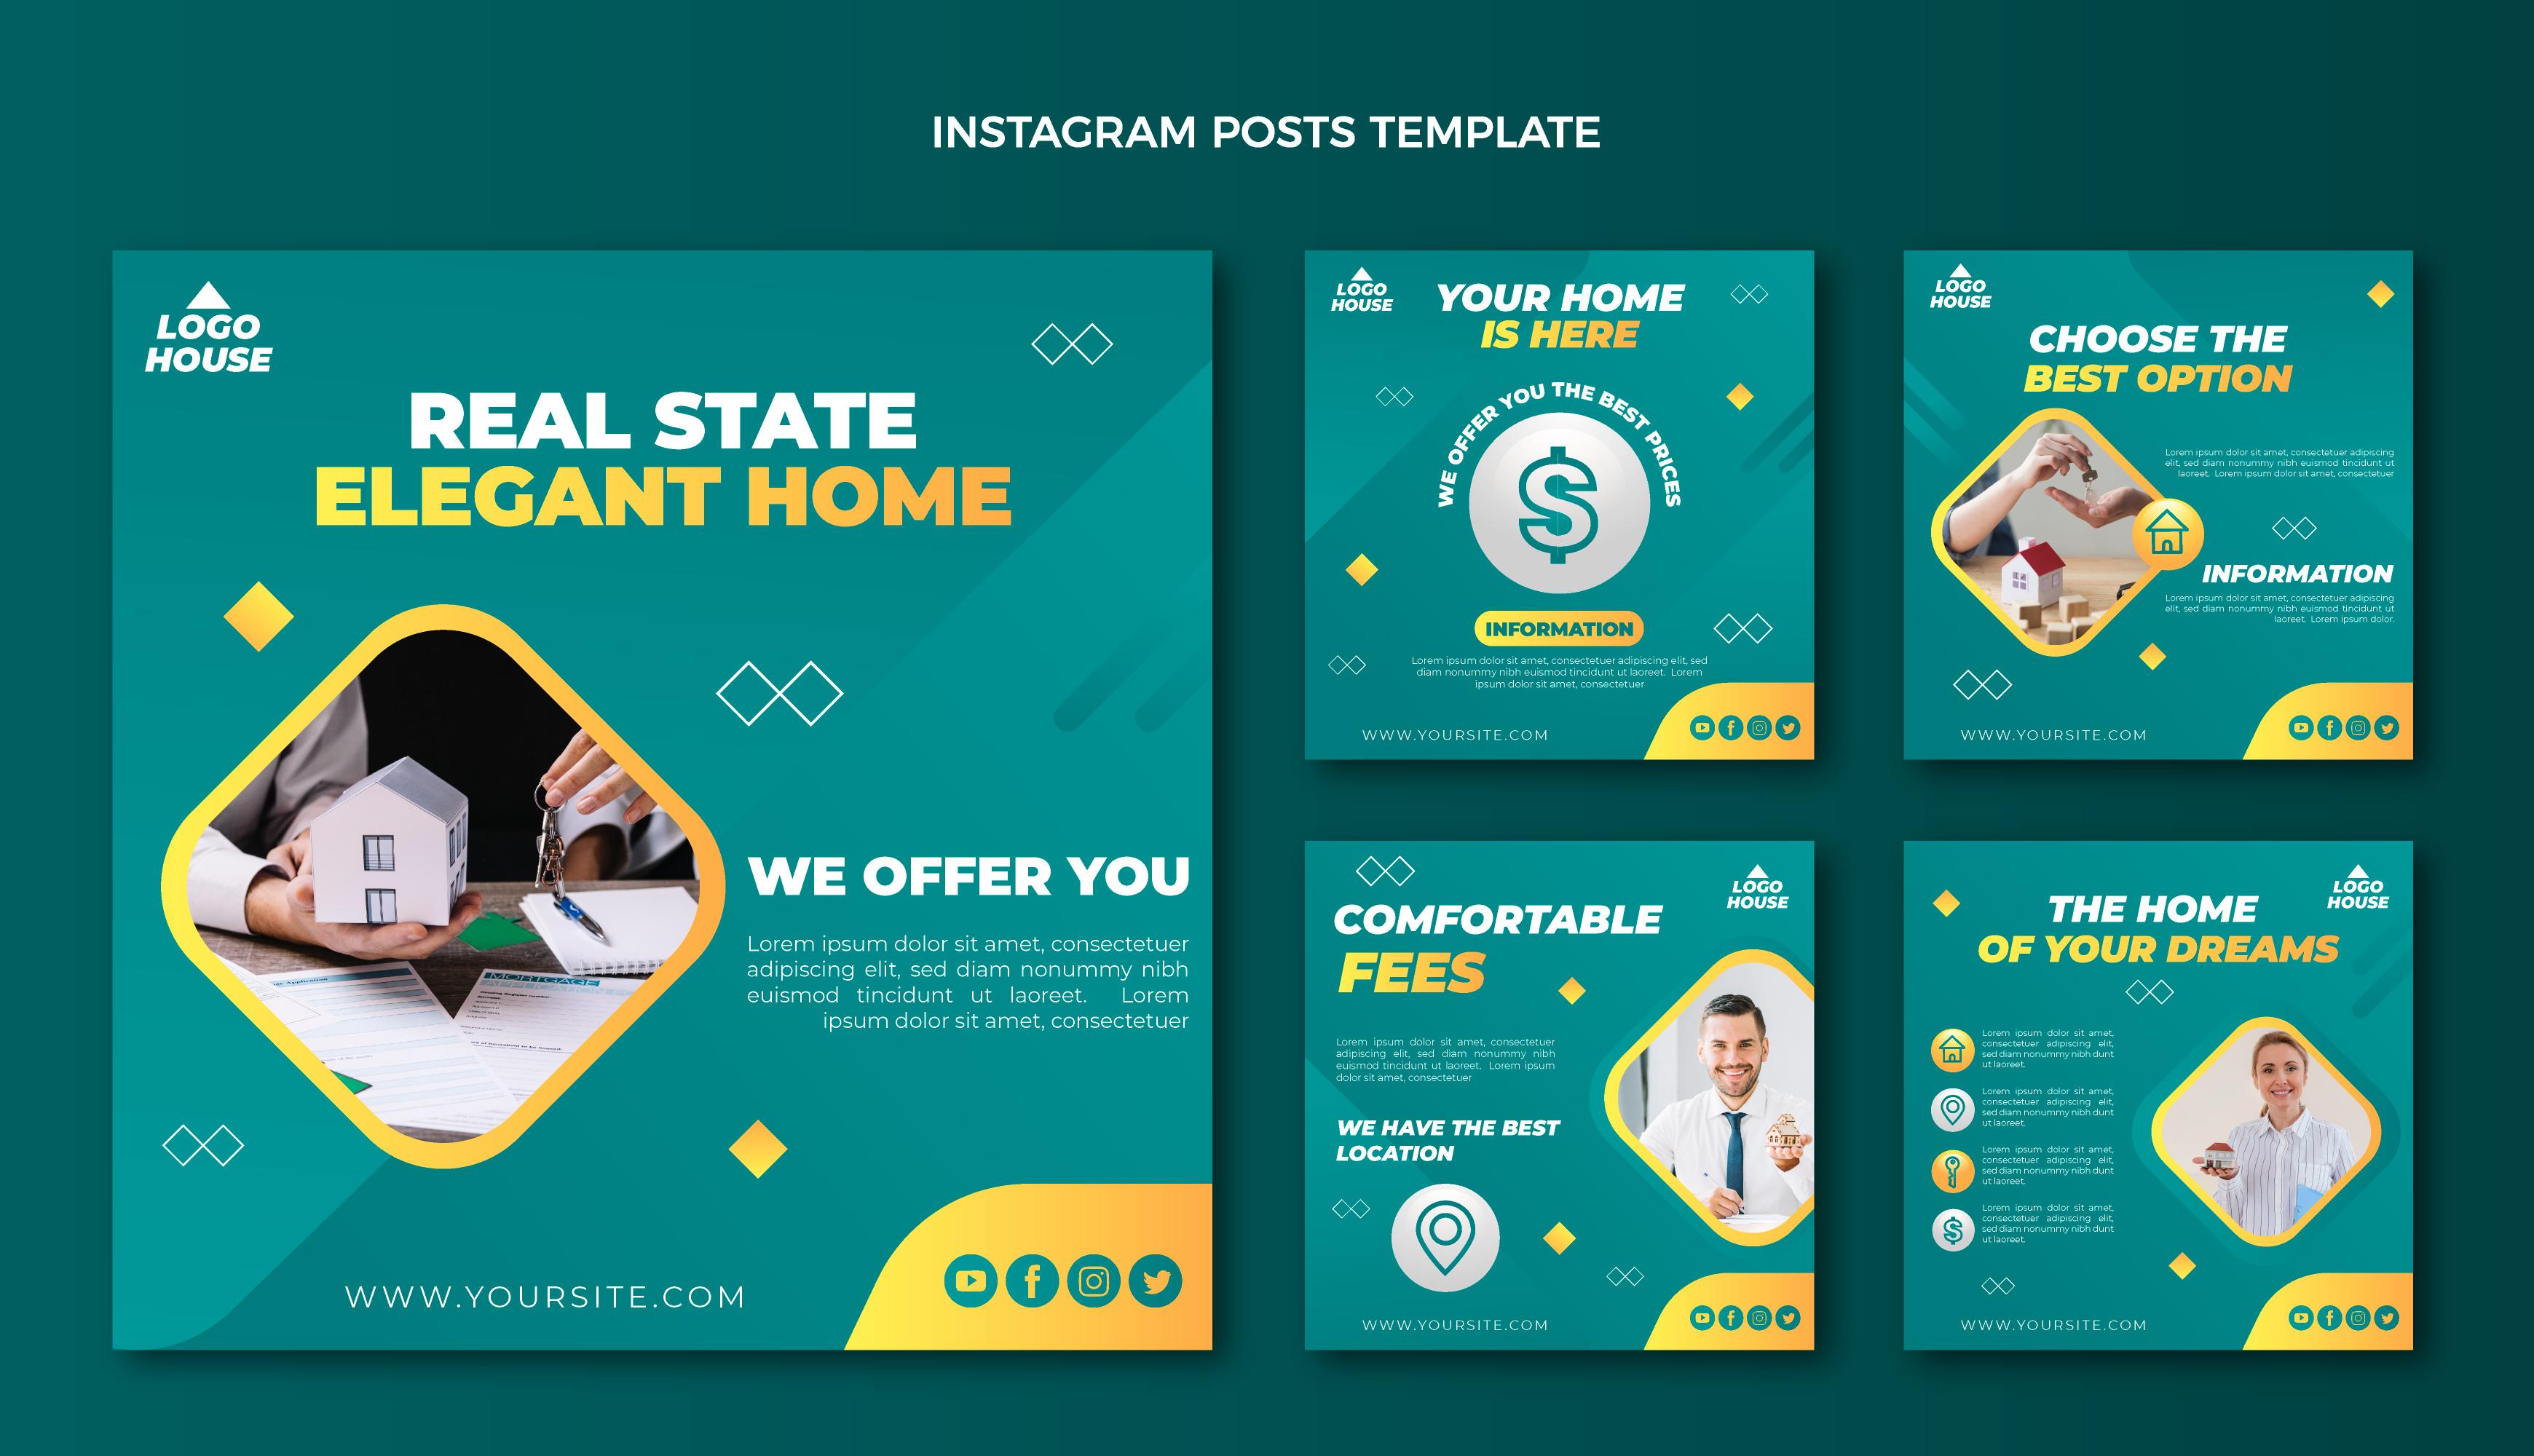 INSTAGRAM POSTS TEMPLATE
LOGO
HOUSE
REAL STATE
ELEGANT HOME
WE OFFER YOU
Lorem ipsum dolor sit amet, consectetuer
adipiscing elit, sed diam nonummy nibh
euismod tincidunt ut laoreet. Lorem
ipsum dolor sit amet, consectetuer
MORTGAGE
WWW.YOURSITE.COM
LOGO
HOUSE
YOUR HOME
IS HERE
WE OFFER YOU THE BEST PRICES
$
INFORMATION
Lorem ipsum dolor sit amet, consectetuer adipiscing elit, sed
diam nonummy nibh euismod tincidunt ut laoreet. Lorem
ipsum dolor sit amet, consectetuer
WWW.YOURSITE.COM
LOGO
HOUSE
CHOOSE THE
BEST OPTION
Lorem ipsum dolor sit amet, consectetuer adipiscing
elit, sed diam nonummy nibh euismod tincidunt ut
laoreet. Lorem ipsum dolor sit amet, consectetuer
INFORMATION
Lorem ipsum dolor sit amet, consectetuer adipiscing
elit, sed diam nonummy nibh euismod tincidunt ut
laoreet. Lorem ipsum dolor.
WWW.YOURSITE.COM
LOGO
HOUSE
COMFORTABLE
FEES
Lorem ipsum dolor sit amet, consectetuer
adipiscing elit, sed diam nonummy nibh
euismod tincidunt ut laoreet. Lorem ipsum
dolor sit amet, consectetuer
WE HAVE THE BEST
LOCATION
WWW.YOURSITE.COM
LOGO
HOUSE
THE HOME
OF YOUR DREAMS
Lorem ipsum dolor sit amet,
consectetuer adipiscing elit,
sed diam nonummy nibh dunt
ut laoreet.
Lorem ipsum dolor sit amet,
consectetuer adipiscing elit,
sed diam nonummy nibh dunt
ut laoreet.
Lorem ipsum dolor sit amet,
consectetuer adipiscing elit,
sed diam nonummy nibh dunt
ut laoreet.
$
Lorem ipsum dolor sit amet,
consectetuer adipiscing elit,
sed diam nonummy nibh dunt
ut laoreet.
WWW.YOURSITE.COM